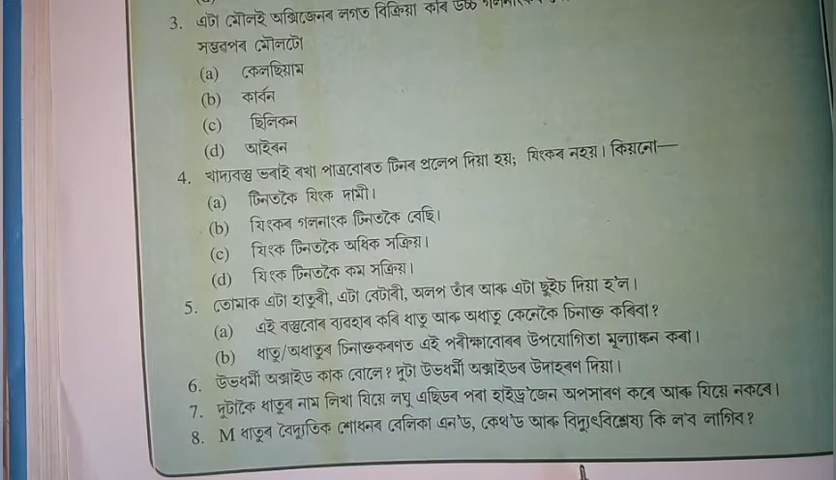 3. এটা মৌলই অক্সিজেনৰ লগত বিক্রিয়া কৰি উচ্চ
সম্ভৱপৰ মৌলটো
(a) কেলছিয়াম
(b) কাৰ্বন
(c) ছিলিকন
(d) আইৰন
4. খাদ্যবস্তু ভৰাই ৰখা পাত্ৰবোৰত টিনৰ প্ৰলেপ দিয়া হয়; যিংকৰ নহয়। কিয়নো—
(a) টিনতকৈ যিংক দামী।
(b) যিংকৰ গলনাংক টিনতকৈ বেছি।
(c) যিংক টিনতকৈ অধিক সক্ৰিয়।
(d) যিংক টিনতকৈ কম সক্ৰিয়।
5. তোমাক এটা হাতুৰী, এটা বেটাৰী, অলপ তাঁৰ আৰু এটা ছুইচ দিয়া হ'ল।
(a) এই বস্তুবোৰ ব্যৱহাৰ কৰি ধাতু আৰু অধাতু কেনেকৈ চিনাক্ত কৰিবা?
(b) ধাতু/অধাতুৰ চিনাক্তকৰণত এই পৰীক্ষাবোৰৰ উপযোগিতা মূল্যাঙ্কন কৰা।
6. উভধৰ্মী অক্সাইড কাক বোলে? দুটা উভধৰ্মী অক্সাইডৰ উদাহৰণ দিয়া।
7. দুটাকৈ ধাতুৰ নাম লিখা যিয়ে লঘু এছিডৰ পৰা হাইড্ৰ'জেন অপসাৰণ কৰে আৰু যিয়ে নকৰে।
8. M ধাতুৰ বৈদ্যুতিক শোধনৰ বেলিকা এন'ড, কেথ'ড আৰু বিদ্যুৎবিশ্লেষ্য কি ল'ব লাগিব?